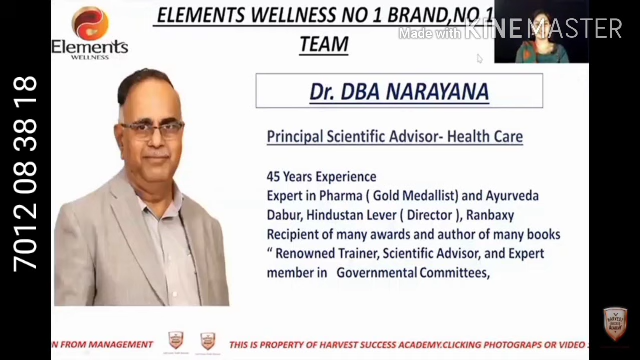 ELEMENTS WELLNESS NO 1 BRAND,NO 1
TEAM
Made with KINEMASTER
Elements
WELLNESS
Dr. DBA NARAYANA
Principal Scientific Advisor- Health Care
45 Years Experience
Expert in Pharma ( Gold Medallist) and Ayurveda
Dabur, Hindustan Lever ( Director ), Ranbaxy
Recipient of many awards and author of many books
“ Renowned Trainer, Scientific Advisor, and Expert
member in Governmental Committees,
7012 08 38 18
N FROM MANAGEMENT
THIS IS PROPERTY OF HARVEST SUCCESS ACADEMY.CLICKING PHOTOGRAPS OR VIDEO